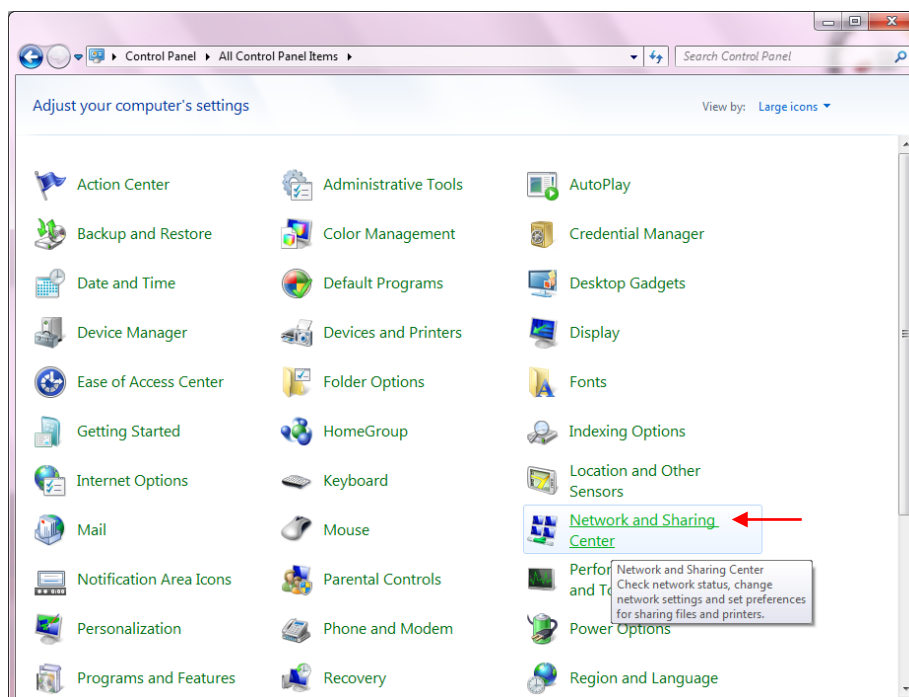 Control Panel All Control Panel Items
Search Control Panel
Adjust your computer's settings
View by: Large icons
Action Center
Administrative Tools
AutoPlay
Backup and Restore
Color Management
Credential Manager
Date and Time
Default Programs
Desktop Gadgets
Device Manager
Devices and Printers
Display
Ease of Access Center
Folder Options
Fonts
Getting Started
HomeGroup
Indexing Options
Internet Options
Keyboard
Location and Other
Sensors
Mail
Mouse
Network and Sharing
Center
Notification Area Icons
Parental Controls
Network and Sharing Center
Check network status, change
network settings and set preferences
for sharing files and printers.
Personalization
Phone and Modem
Power Options
Programs and Features
Recovery
Region and Language